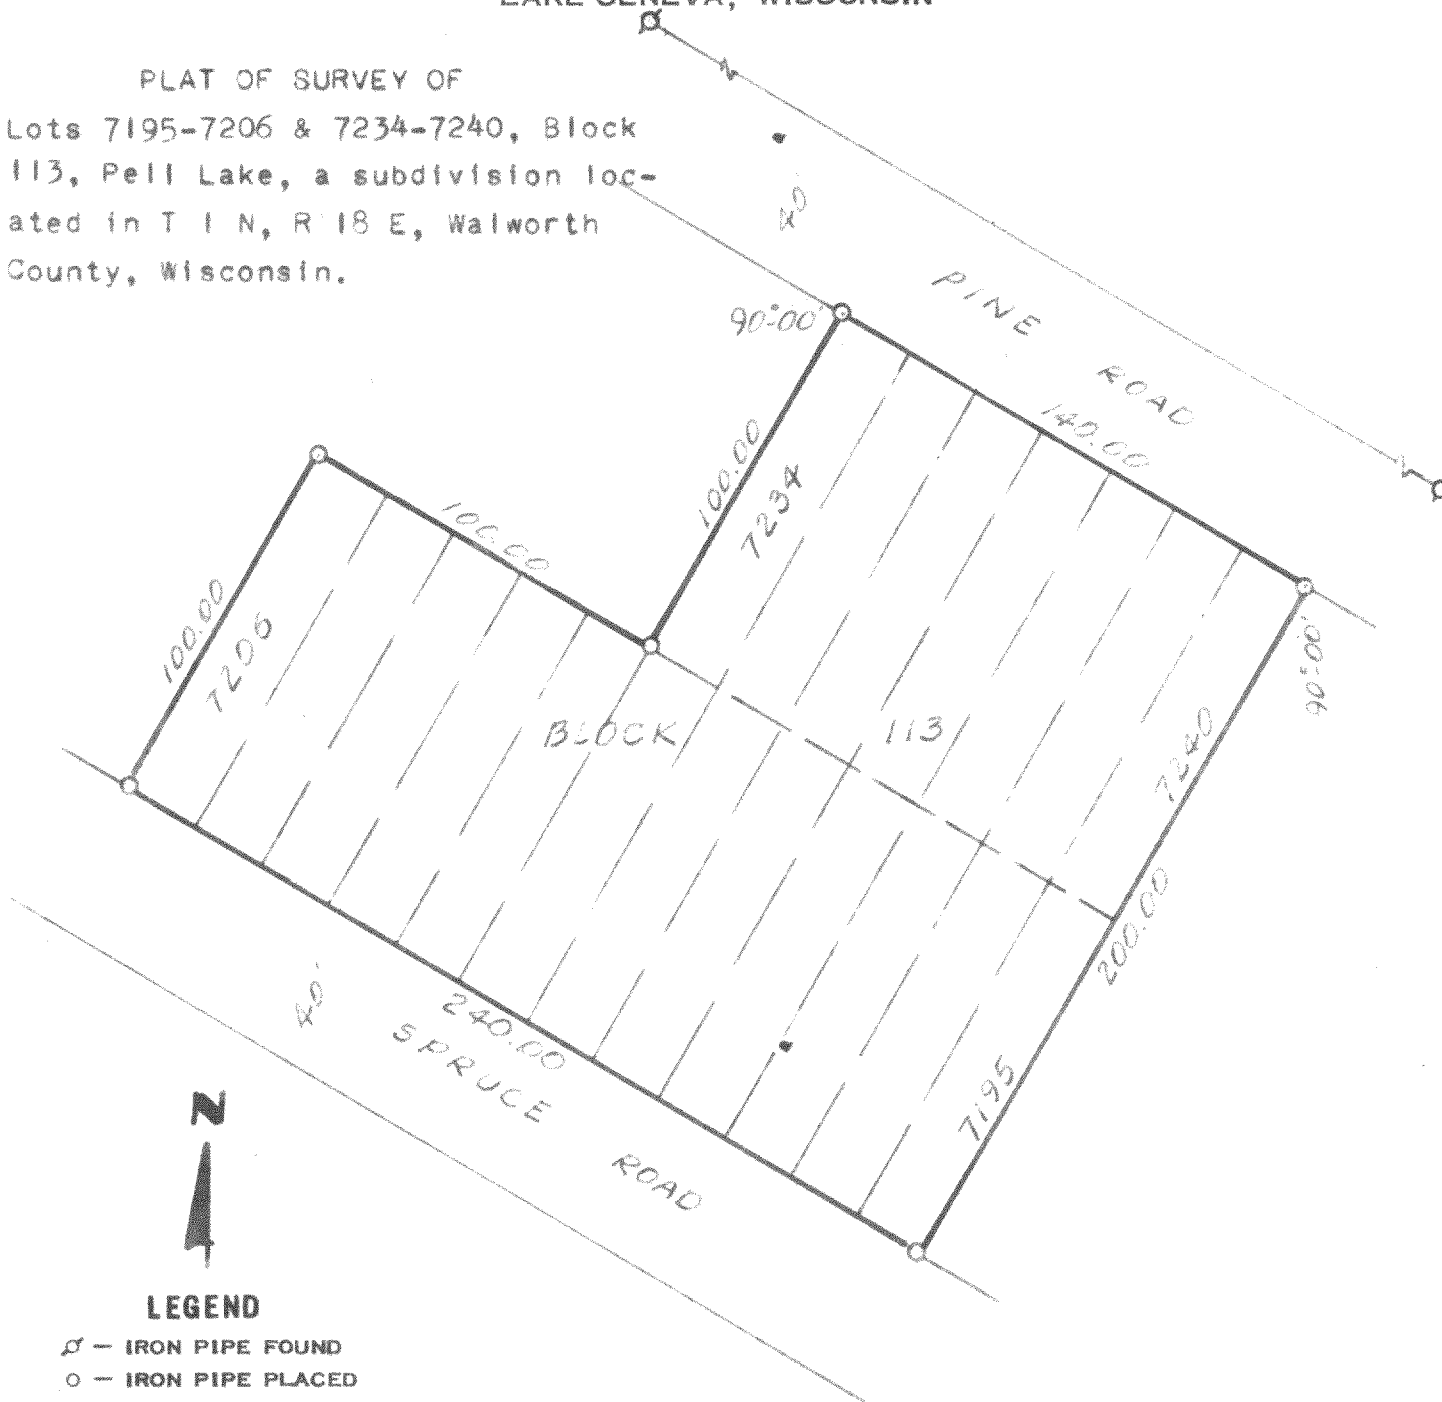 LAKE GENEVA, WISCONSIN
PLAT OF SURVEY OF
Lots 7195-7206 & 7234-7240, Block
113, Pell Lake, a subdivision loc-
ated in T 1 N, R 18 E, Walworth
County, Wisconsin.
40
PINE ROAD
90°00'
140.00
100.00
7234
100.00
100.00
7206
90°00'
BLOCK 113
7240
200.00
7195
40'
240.00
SPRUCE ROAD
N
LEGEND
— IRON PIPE FOUND
O — IRON PIPE PLACED